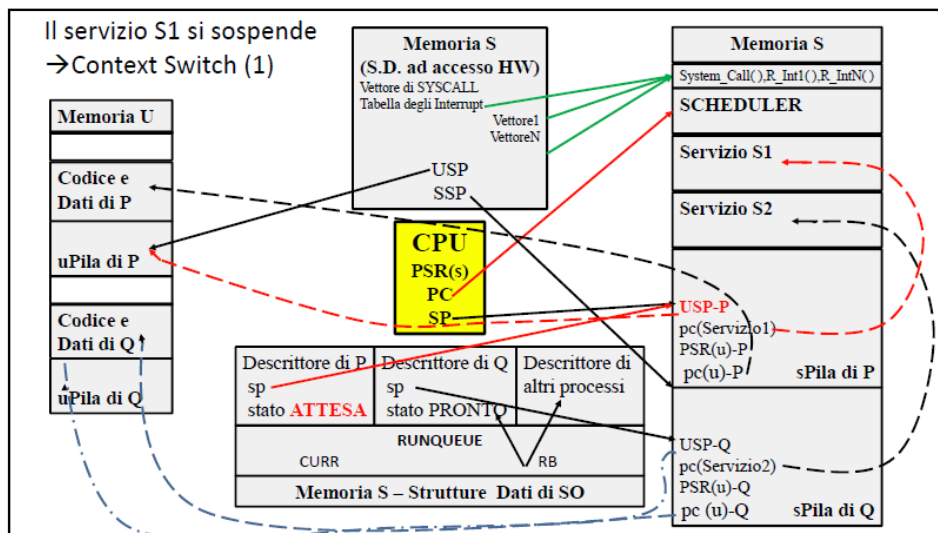 Il servizio S1 si sospende
→Context Switch (1)
Memoria U
Codice e
Dati di P
uPila di P
Codice e
Dati di Q
uPila di Q
Memoria S
(S.D. ad accesso HW)
Vettore di SYSCALL
Tabella degli Interrupt
Vettore1
VettoreN
USP
SSP
CPU
PSR(s)
PC
SP
Descrittore di P
sp
stato ATTESA
Descrittore di Q
sp
stato PRONTO
Descrittore di
altri processi
RUNQUEUE
CURR
RB
Memoria S – Strutture Dati di SO
Memoria S
System_Call(),R_Int1(),R_IntN()
SCHEDULER
Servizio S1
Servizio S2
USP-P
pc(Servizio1)
PSR(u)-P
pc(u)-P
sPila di P
USP-Q
pc(Servizio2)
PSR(u)-Q
pc (u)-Q
sPila di Q